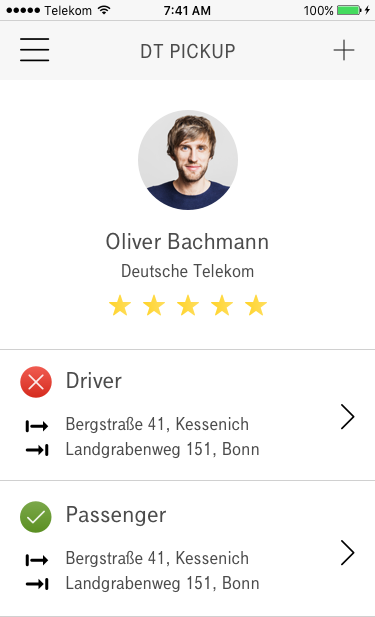 Telekom 7:41 AM 100%
DT PICKUP
Oliver Bachmann
Deutsche Telekom
Driver
Bergstraße 41, Kessenich
Landgrabenweg 151, Bonn
Passenger
Bergstraße 41, Kessenich
Landgrabenweg 151, Bonn